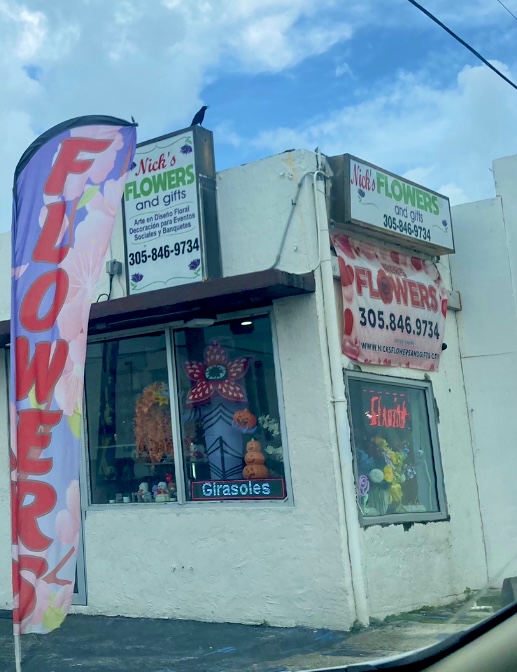 FLOWERS
Nick's
FLOWERS
and gifts
Arte en Diseño Floral
Decoración para Eventos
Sociales y Banquetes
305-846-9734
Nick's FLOWERS
and gifts
305-846-9734
FLOWERS
305.846.9734
Florist
Girasoles